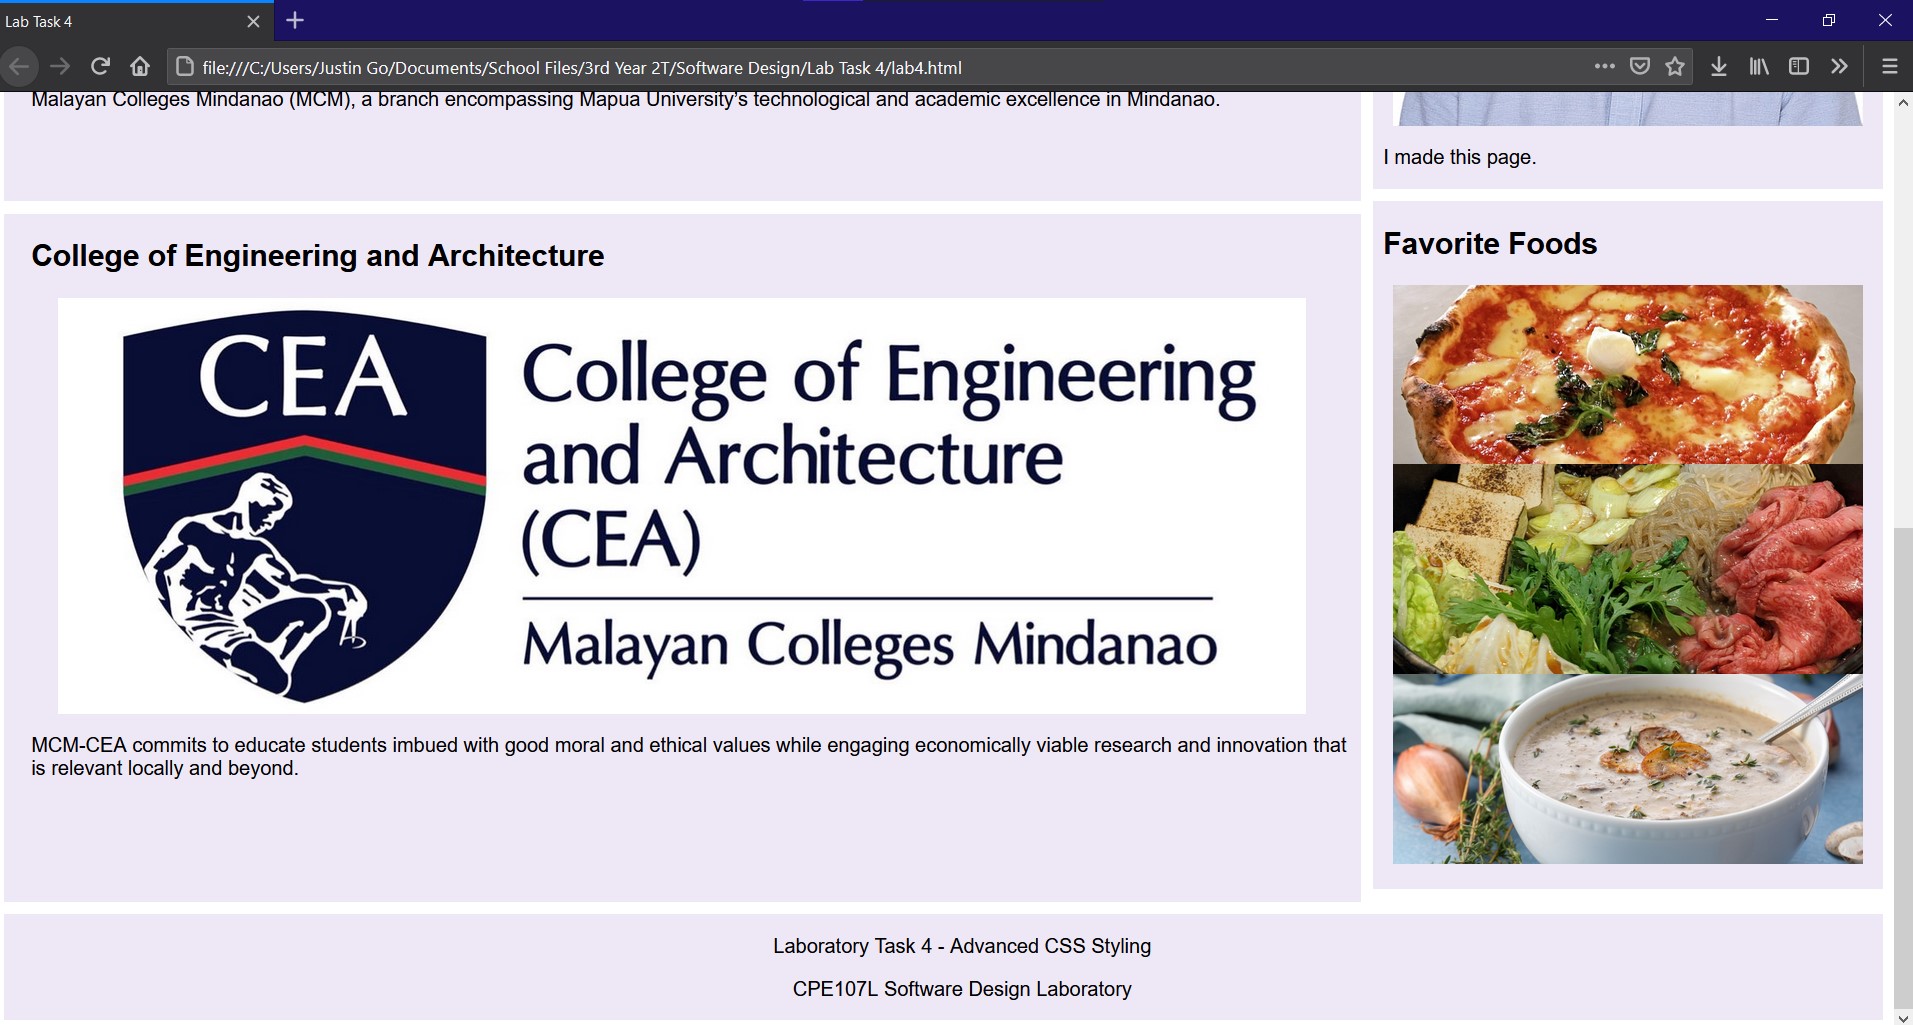 Lab Task 4
file:///C:/Users/Justin Go/Documents/School Files/3rd Year 2T/Software Design/Lab Task 4/lab4.html
Malayan Colleges Mindanao (MCM), a branch encompassing Mapua University's technological and academic excellence in Mindanao.
I made this page.
College of Engineering and Architecture
CEA
College of Engineering
and Architecture
(CEA)
Malayan Colleges Mindanao
MCM-CEA commits to educate students imbued with good moral and ethical values while engaging economically viable research and innovation that
is relevant locally and beyond.
Favorite Foods
Laboratory Task 4 - Advanced CSS Styling
CPE107L Software Design Laboratory